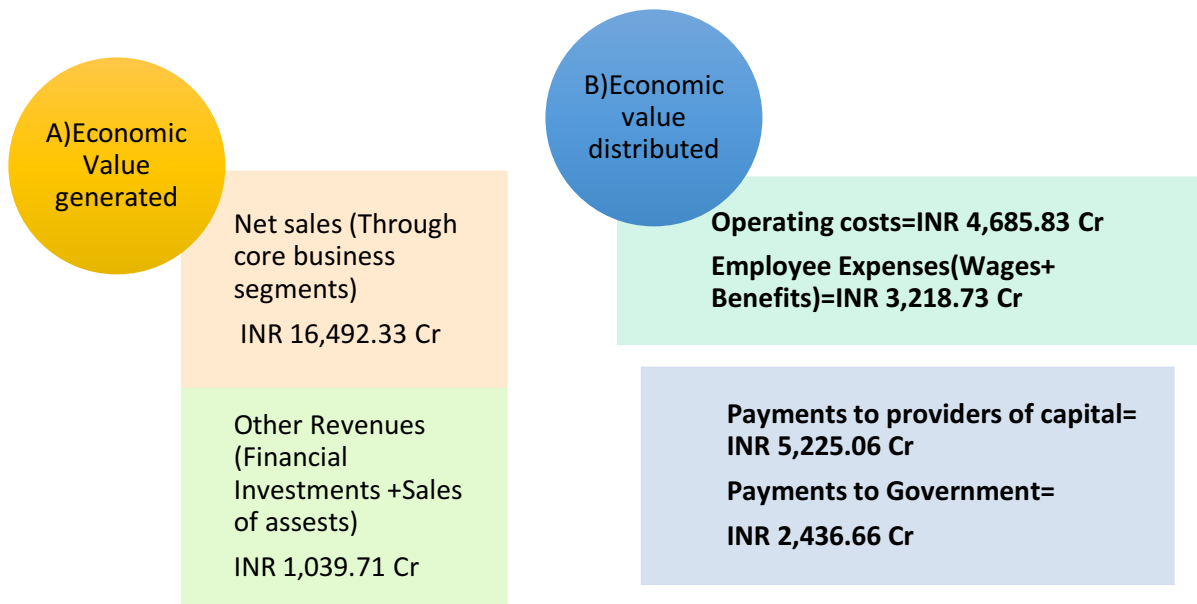 A)Economic
Value
generated
Net sales (Through
core business
segments)
INR 16,492.33 Cr
Other Revenues
(Financial
Investments +Sales
of assests)
INR 1,039.71 Cr
B)Economic
value
distributed
Operating costs=INR 4,685.83 Cr
Employee Expenses(Wages+
Benefits)=INR 3,218.73 Cr
Payments to providers of capital=
INR 5,225.06 Cr
Payments to Government=
INR 2,436.66 Cr